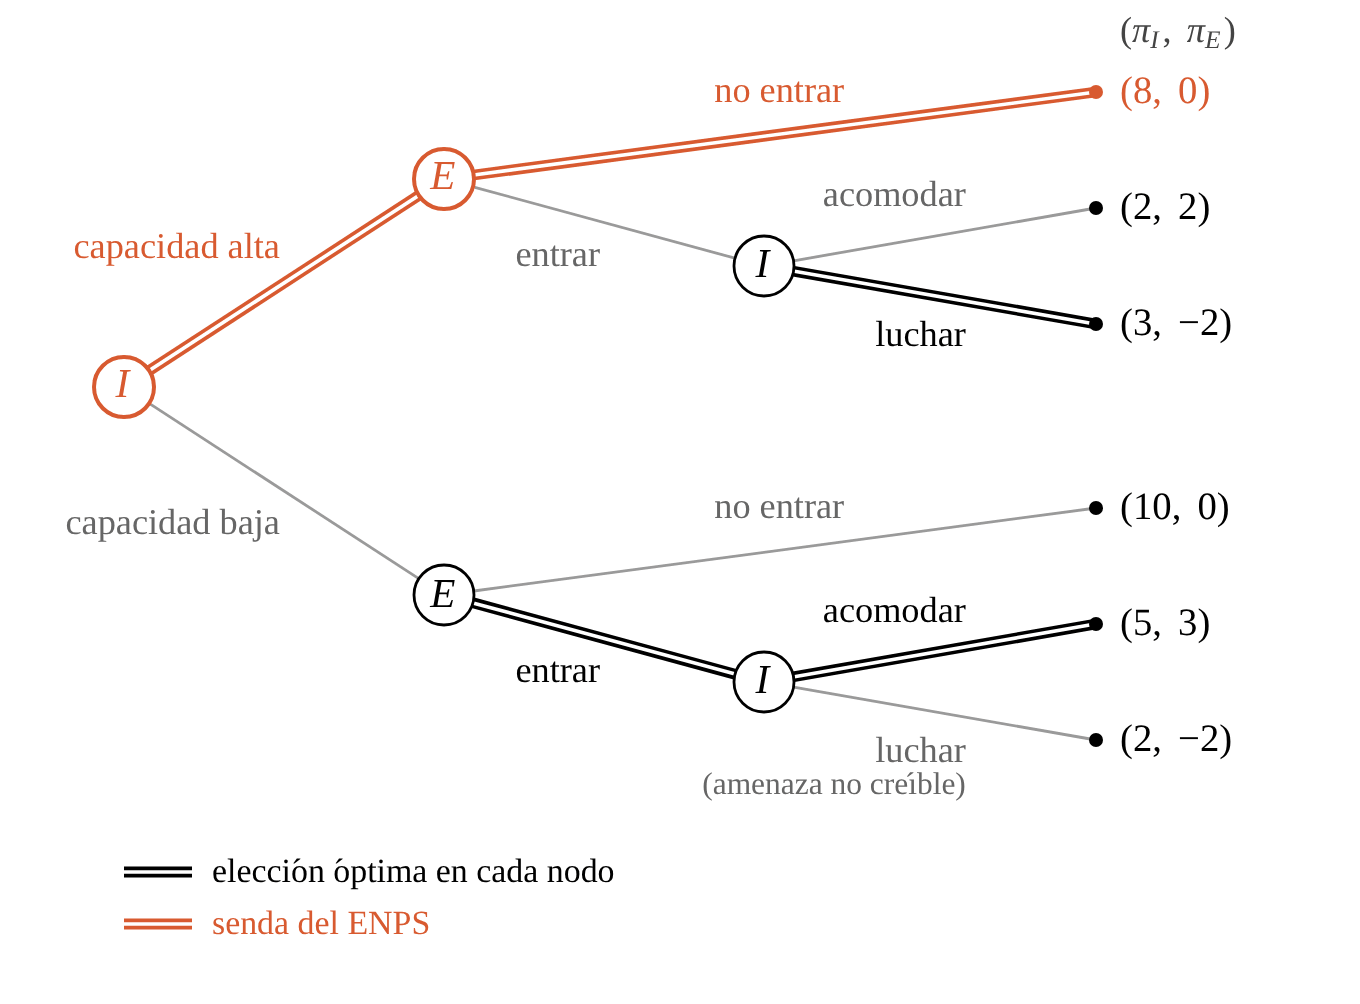 (πI, πE)
no entrar
(8, 0)
E
acomodar
(2, 2)
capacidad alta
entrar
I
luchar
(3, −2)
I
capacidad baja
no entrar
(10, 0)
E
acomodar
(5, 3)
entrar
I
luchar
(amenaza no creíble)
(2, −2)
elección óptima en cada nodo
senda del ENPS